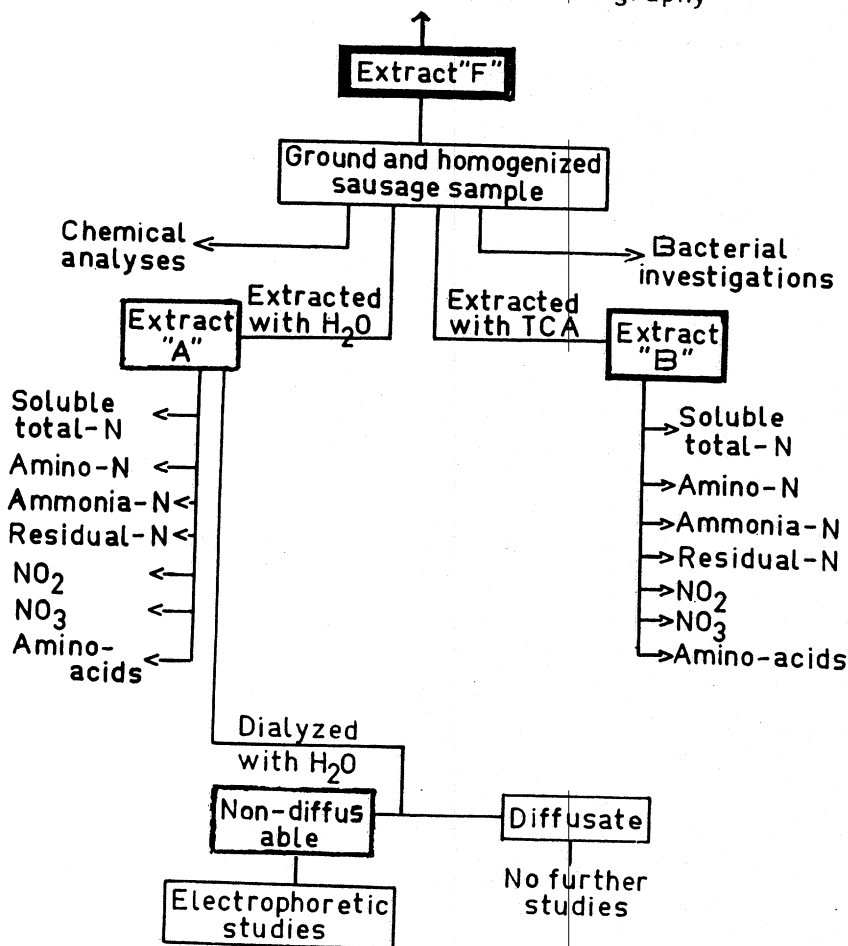 Extract"F"
Ground and homogenized
sausage sample
Chemical
analyses
Bacterial
investigations
Extracted
with H₂O
Extracted
with TCA
Extract
"A"
Extract
"B"
Soluble
total-N
Amino-N
Ammonia-N
Residual-N
NO₂
NO₃
Amino-
acids
Soluble
total-N
Amino-N
Ammonia-N
Residual-N
NO₂
NO₃
Amino-acids
Dialyzed
with H₂O
Non-diffus
able
Diffusate
Electrophoretic
studies
No further
studies